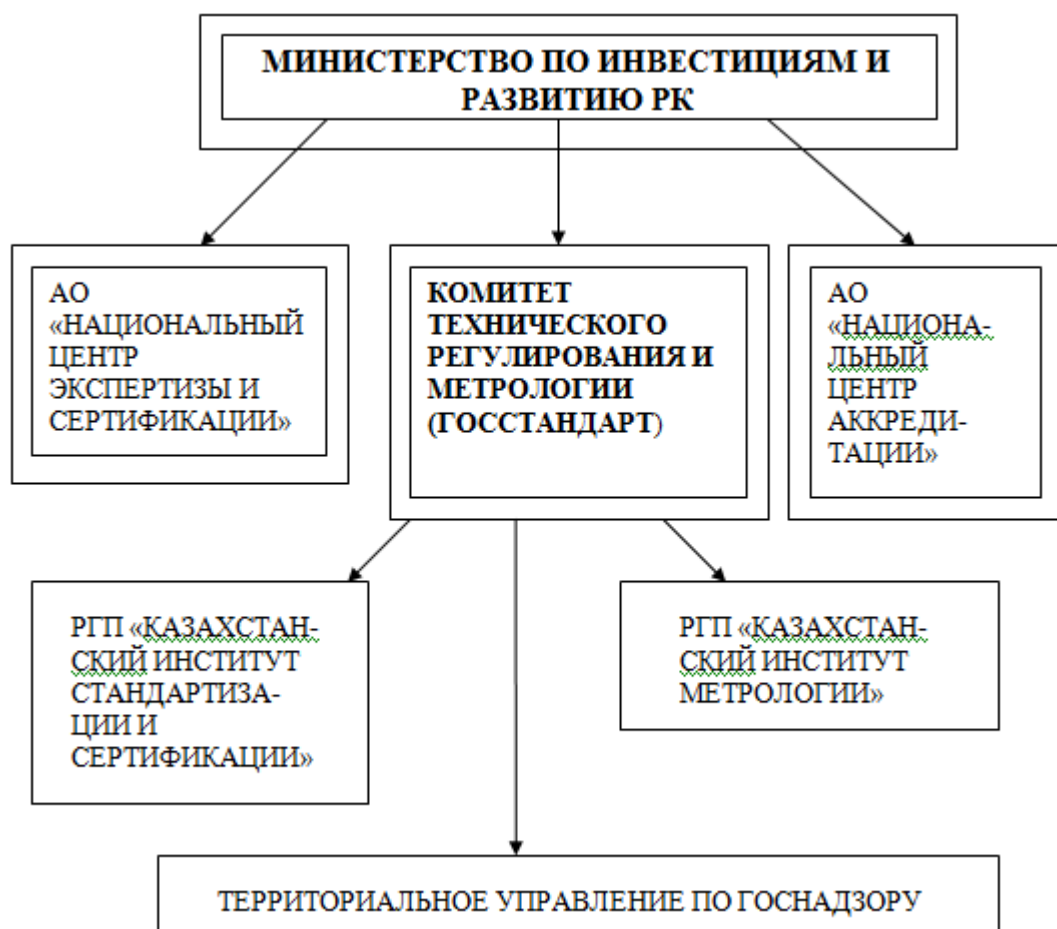 МИНИСТЕРСТВО ПО ИНВЕСТИЦИЯМ И
РАЗВИТИЮ РК
АО
«НАЦИОНАЛЬНЫЙ
ЦЕНТР
ЭКСПЕРТИЗЫ И
СЕРТИФИКАЦИИ»
КОМИТЕТ
ТЕХНИЧЕСКОГО
РЕГУЛИРОВАНИЯ И
МЕТРОЛОГИИ
(ГОССТАНДАРТ)
АО
«НАЦИОНА-
ЛЬНЫЙ
ЦЕНТР
АККРЕДИ-
ТАЦИИ»
РГП «КАЗАХСТАН-
СКИЙ ИНСТИТУТ
СТАНДАРТИЗА-
ЦИИ И
СЕРТИФИКАЦИИ»
РГП «КАЗАХСТАН-
СКИЙ ИНСТИТУТ
МЕТРОЛОГИИ»
ТЕРРИТОРИАЛЬНОЕ УПРАВЛЕНИЕ ПО ГОСНАДЗОРУ